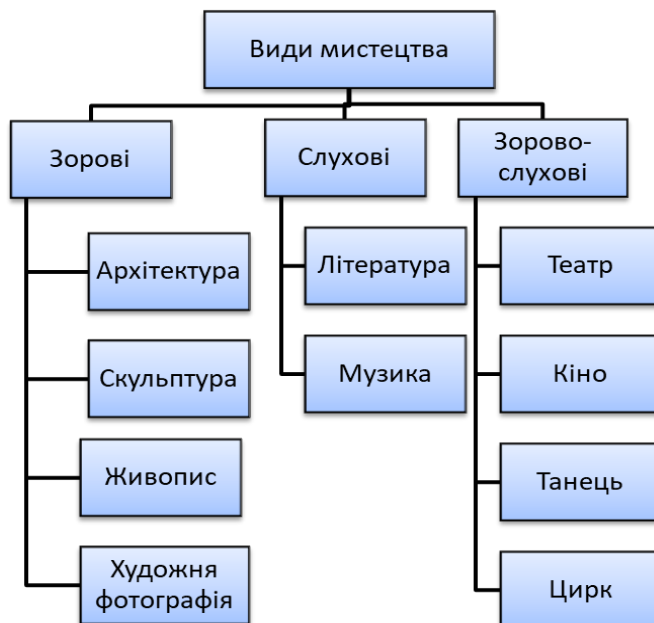 Види мистецтва
Зорові
Архітектура
Скульптура
Живопис
Художня
фотографія
Слухові
Література
Музика
Зорово-
слухові
Театр
Кіно
Танець
Цирк